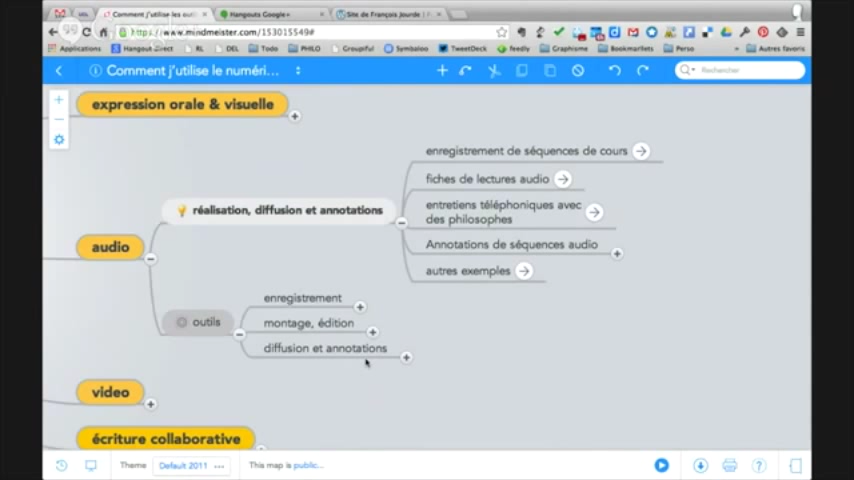 Comment j'utilise les outi
Hangouts Google+
Site de François Jourde | P
https://www.mindmeister.com/153015549#
Applications
Hangout Direct
RL
DEL
Todo
PHILO
Groupiful
Symbaloo
TweetDeck
feedly
Graphisme
Bookmarklets
Perso
»
Autres favoris
Comment j'utilise le numéri...
Rechercher
expression orale & visuelle
enregistrement de séquences de cours
fiches de lectures audio
réalisation, diffusion et annotations
entretiens téléphoniques avec
des philosophes
audio
Annotations de séquences audio
autres exemples
enregistrement
outils
montage, édition
diffusion et annotations
video
écriture collaborative
Theme
Default 2011
This map is public...